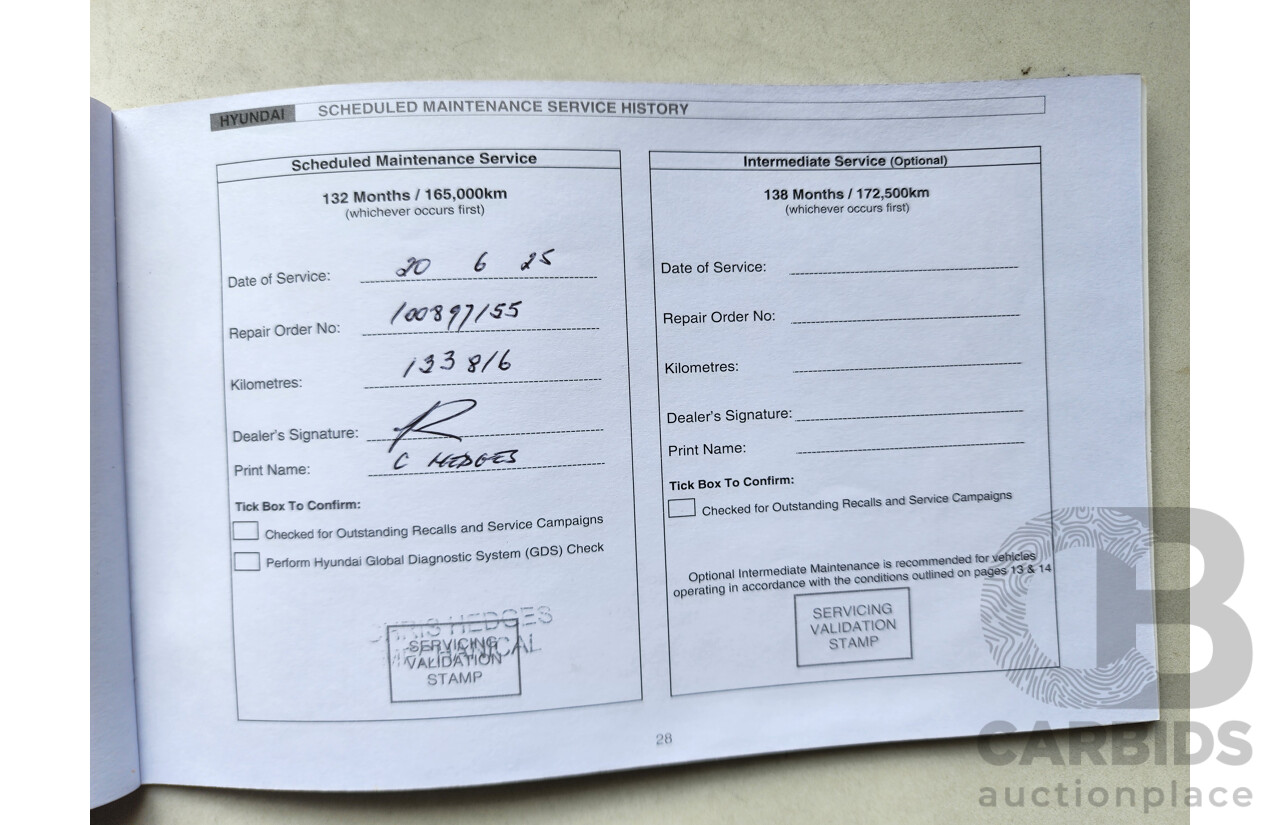 HYUNDAI SCHEDULED MAINTENANCE SERVICE HISTORY
Scheduled Maintenance Service
132 Months / 165,000km
(whichever occurs first)
Date of Service: 20 6 25
Repair Order No: 100897155
Kilometres: 133816
Dealer's Signature:
Print Name: C HEDGES
Tick Box To Confirm:
Checked for Outstanding Recalls and Service Campaigns
Perform Hyundai Global Diagnostic System (GDS) Check
CHRIS HEDGES
MECHANICAL
SERVICING
VALIDATION
STAMP
Intermediate Service (Optional)
138 Months / 172,500km
(whichever occurs first)
Date of Service:
Repair Order No:
Kilometres:
Dealer's Signature:
Print Name:
Tick Box To Confirm:
Checked for Outstanding Recalls and Service Campaigns
Optional Intermediate Maintenance is recommended for vehicles
operating in accordance with the conditions outlined on pages 13 & 14
SERVICING
VALIDATION
STAMP
28
CB
CARBIDS
auctionplace